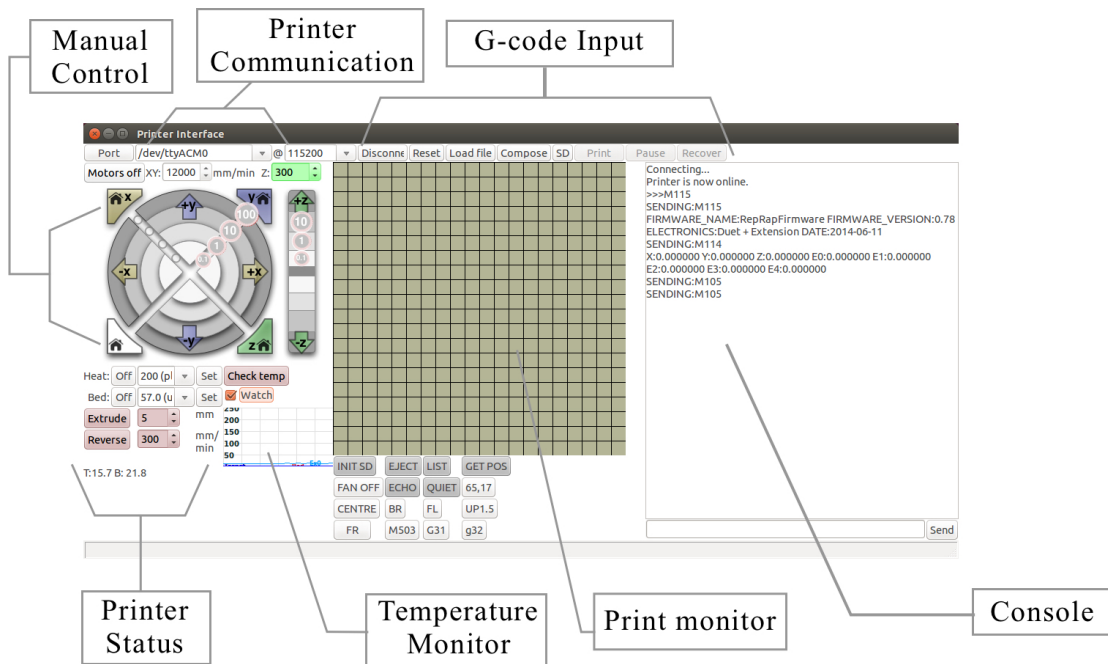 Manual
Control
Printer
Communication
G-code Input
Printer Interface
Port /dev/ttyACM0 @ 115200 Disconne Reset Load file Compose SD Print Pause Recover
Motors off XY: 12000 mm/min Z: 300
x y +y +z
100
10
1
0.1
10
1
0.1
-x +x
-y z -z
Heat: Off 200 (pl Set Check temp
Bed: Off 57.0 (u Set Watch
Extrude 5 mm
Reverse 300 mm/
min
T:15.7 B: 21.8
250
200
150
100
50
Target Bed Ex0
Connecting...
Printer is now online.
>>>M115
SENDING:M115
FIRMWARE_NAME:RepRapFirmware FIRMWARE_VERSION:0.78
ELECTRONICS:Duet + Extension DATE:2014-06-11
SENDING:M114
X:0.000000 Y:0.000000 Z:0.000000 E0:0.000000 E1:0.000000
E2:0.000000 E3:0.000000 E4:0.000000
SENDING:M105
SENDING:M105
INIT SD EJECT LIST GET POS
FAN OFF ECHO QUIET 65,17
CENTRE BR FL UP1.5
FR M503 G31 g32
Send
Printer
Status
Temperature
Monitor
Print monitor
Console